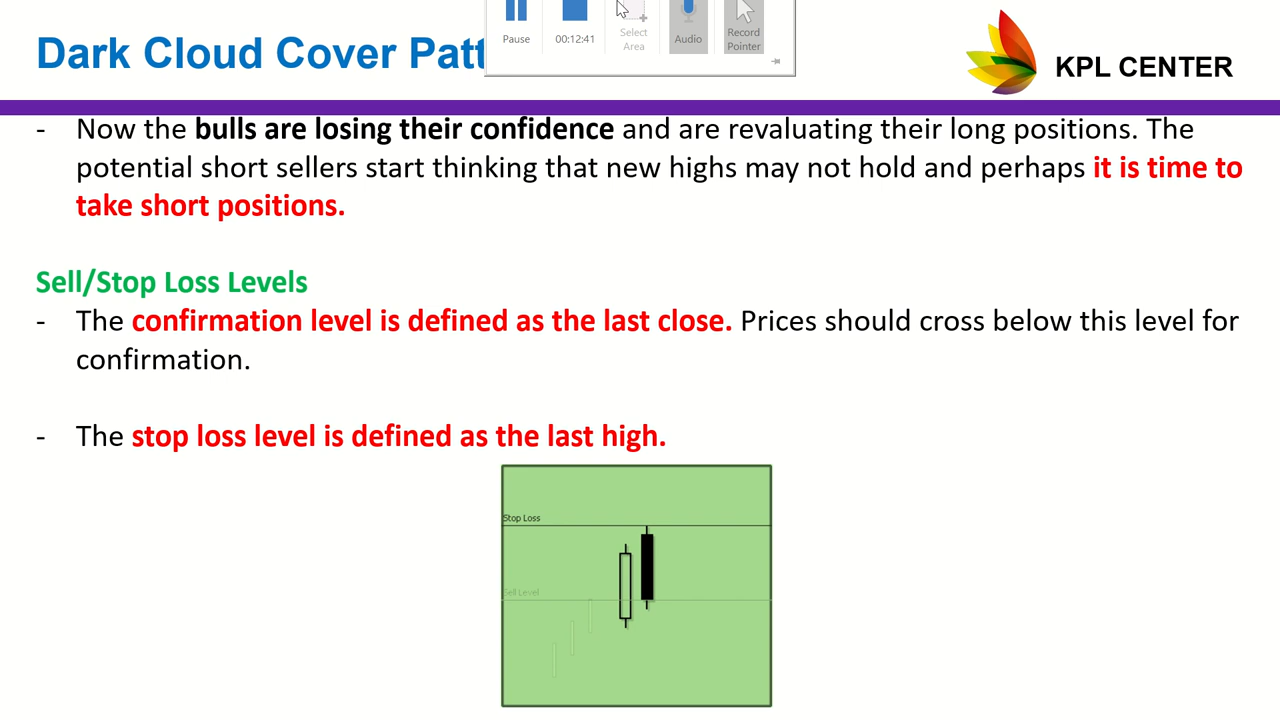 Dark Cloud Cover Patt
Pause
00:12:41
Select
Area
Audio
Record
Pointer
KPL CENTER
- Now the bulls are losing their confidence and are revaluating their long positions. The
potential short sellers start thinking that new highs may not hold and perhaps it is time to
take short positions.
Sell/Stop Loss Levels
- The confirmation level is defined as the last close. Prices should cross below this level for
confirmation.
- The stop loss level is defined as the last high.
Stop Loss
Sell Level